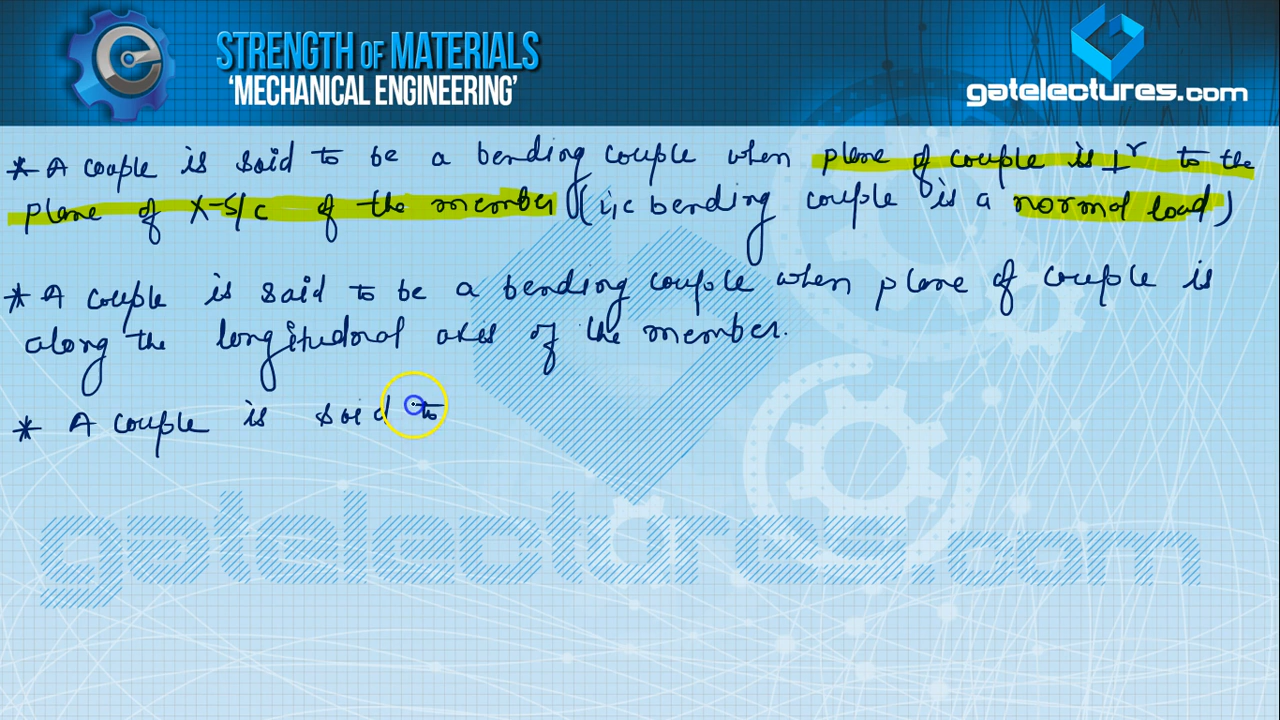 STRENGTH OF MATERIALS
'MECHANICAL ENGINEERING'
gatelectures.com
* A couple is said to be a bending couple when plane of couple is ⊥r to the
plane of X-S/c of the member (i,e bending couple is a normal load)
* A couple is said to be a bending couple when plane of couple is
along the longitudonal axis of the member.
* A couple is said to
gatelectures.com